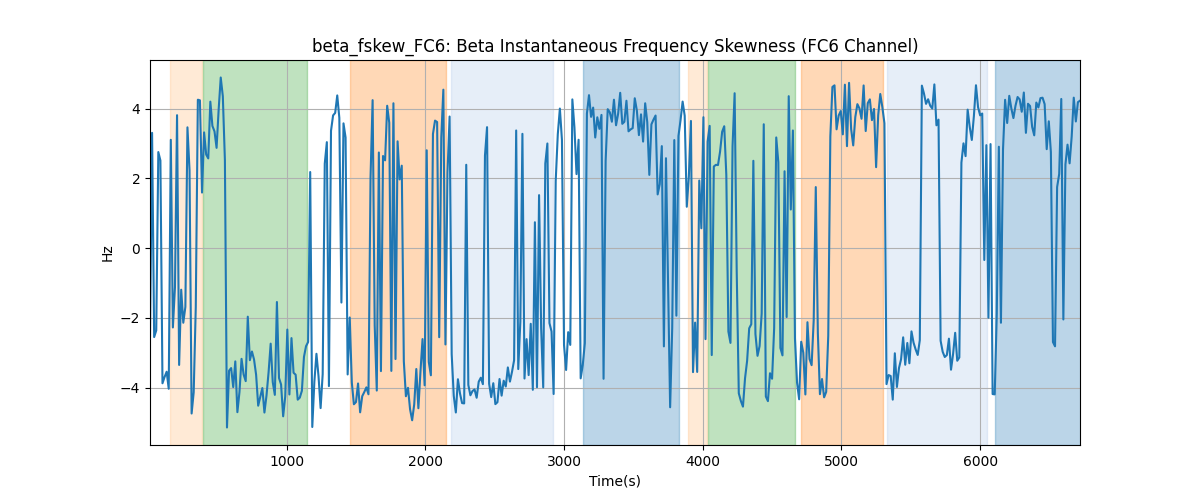 beta_fskew_FC6: Beta Instantaneous Frequency Skewness (FC6 Channel)
Hz
4
2
0
−2
−4
1000 2000 3000 4000 5000 6000
Time(s)